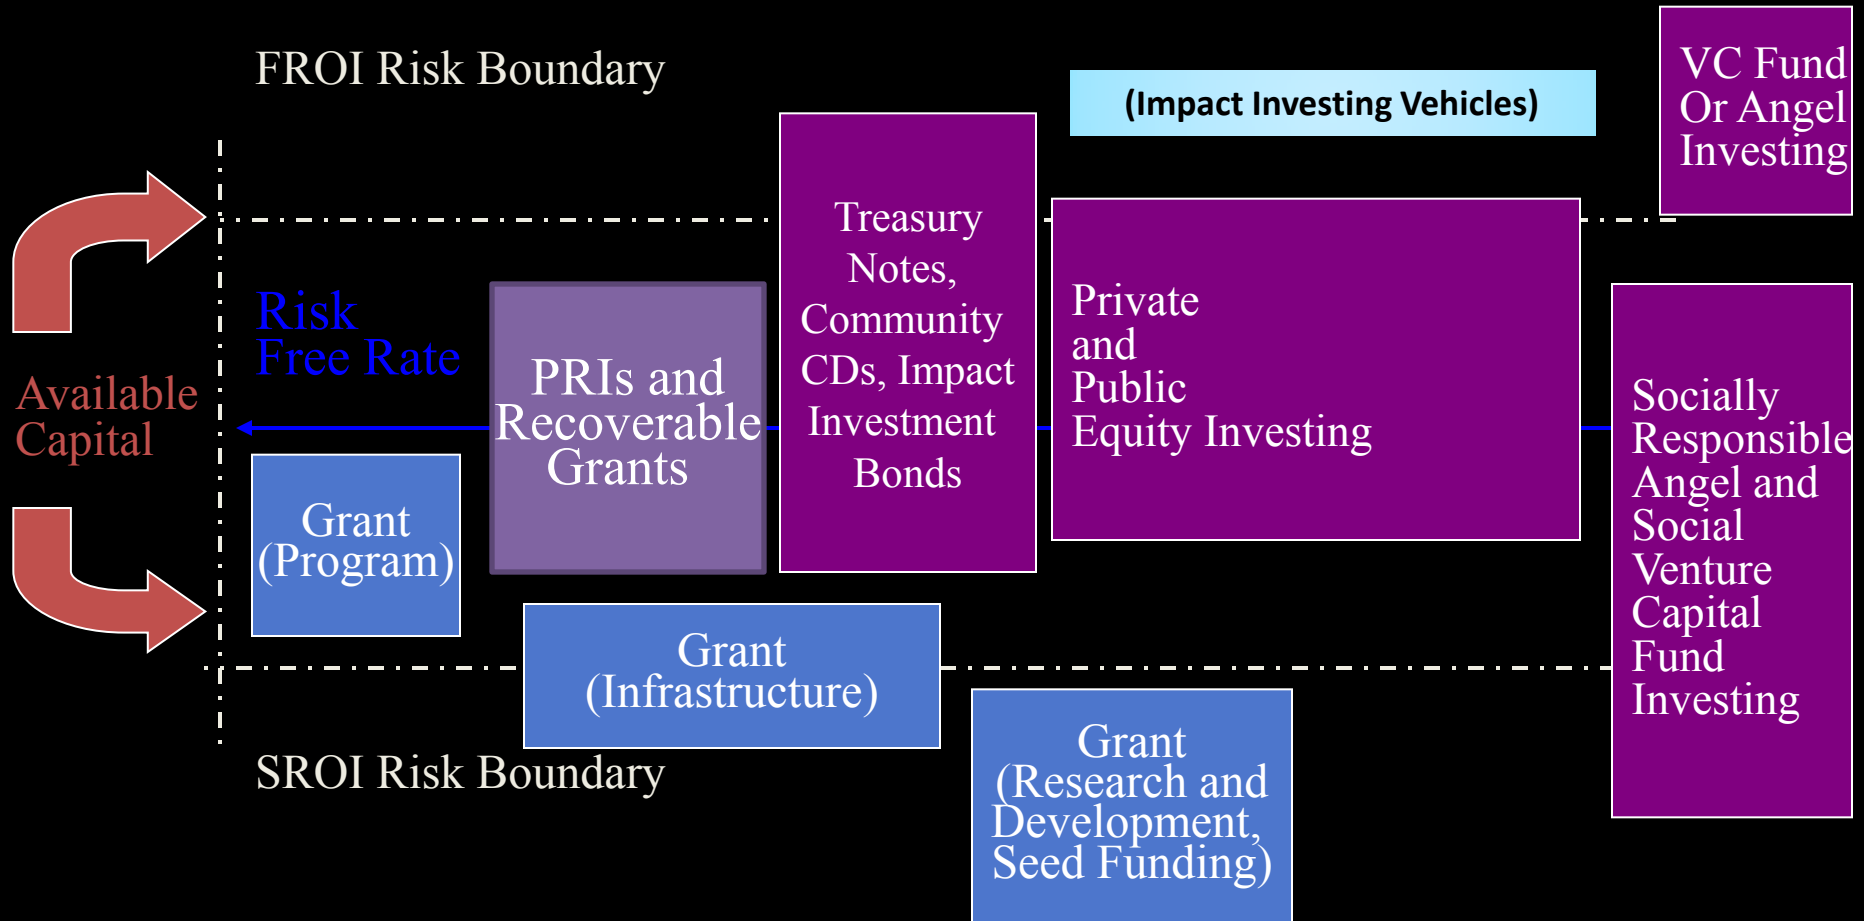 FROI Risk Boundary
(Impact Investing Vehicles)
VC Fund
Or Angel
Investing
Treasury
Notes,
Community
CDs, Impact
Investment
Bonds
Private
and
Public
Equity Investing
Risk
Free Rate
PRIs and
Recoverable
Grants
Available
Capital
Socially
Responsible
Angel and
Social
Venture
Capital
Fund
Investing
Grant
(Program)
Grant
(Infrastructure)
SROI Risk Boundary
Grant
(Research and
Development,
Seed Funding)